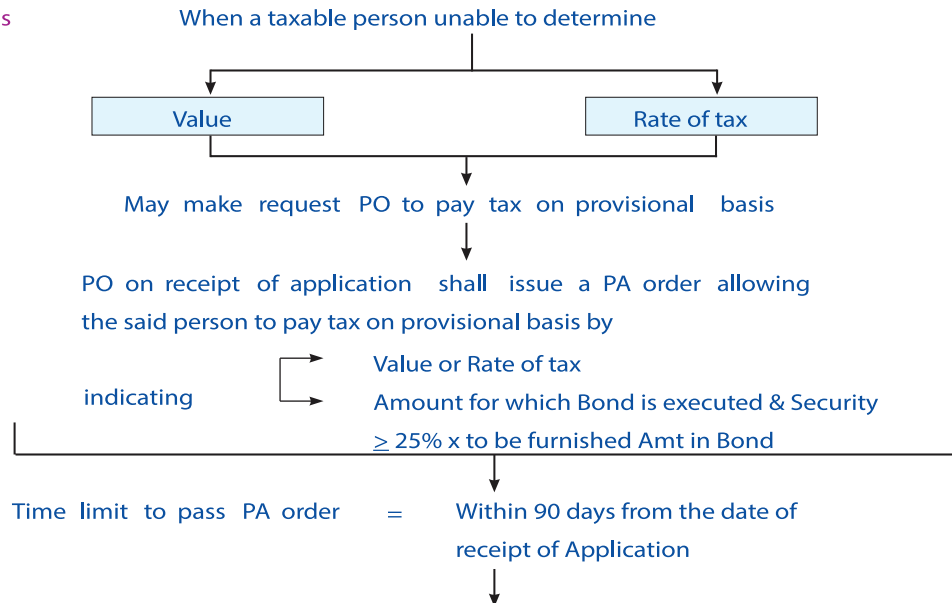 s
When a taxable person unable to determine
Value
Rate of tax
May make request PO to pay tax on provisional basis
PO on receipt of application shall issue a PA order allowing
the said person to pay tax on provisional basis by
Value or Rate of tax
indicating
Amount for which Bond is executed & Security
≥ 25% x to be furnished Amt in Bond
Time limit to pass PA order = Within 90 days from the date of
receipt of Application